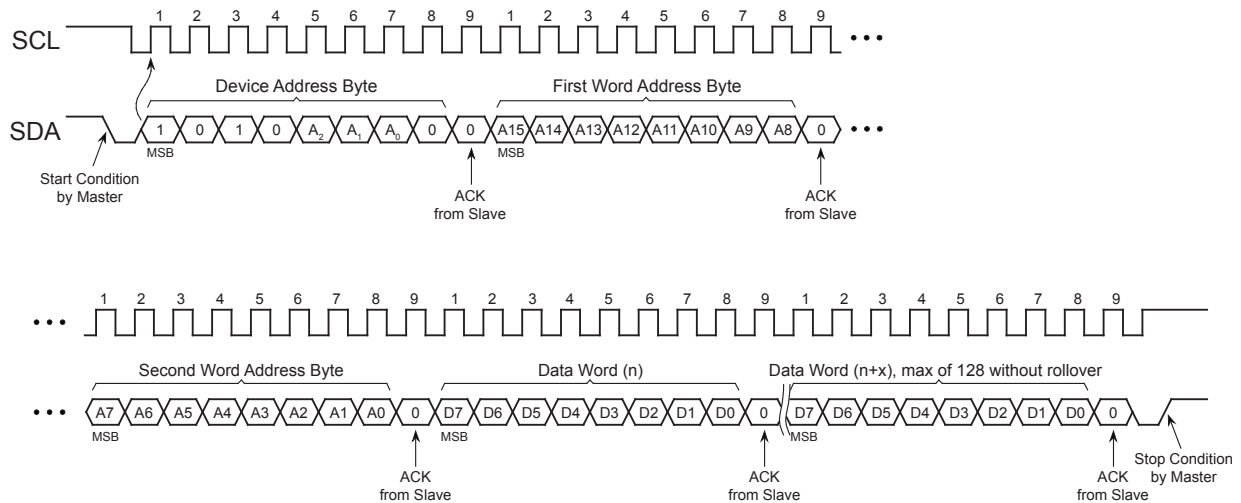 1 2 3 4 5 6 7 8 9 1 2 3 4 5 6 7 8 9
SCL
Device Address Byte First Word Address Byte
SDA 1 0 1 0 A2 A1 A0 0 0 A15 A14 A13 A12 A11 A10 A9 A8 0
MSB MSB
Start Condition
by Master
ACK
from Slave
ACK
from Slave
1 2 3 4 5 6 7 8 9 1 2 3 4 5 6 7 8 9 1 2 3 4 5 6 7 8 9
Second Word Address Byte Data Word (n) Data Word (n+x), max of 128 without rollover
A7 A6 A5 A4 A3 A2 A1 A0 0 D7 D6 D5 D4 D3 D2 D1 D0 0 D7 D6 D5 D4 D3 D2 D1 D0 0
MSB MSB MSB
ACK
from Slave
ACK
from Slave
ACK
from Slave
Stop Condition
by Master